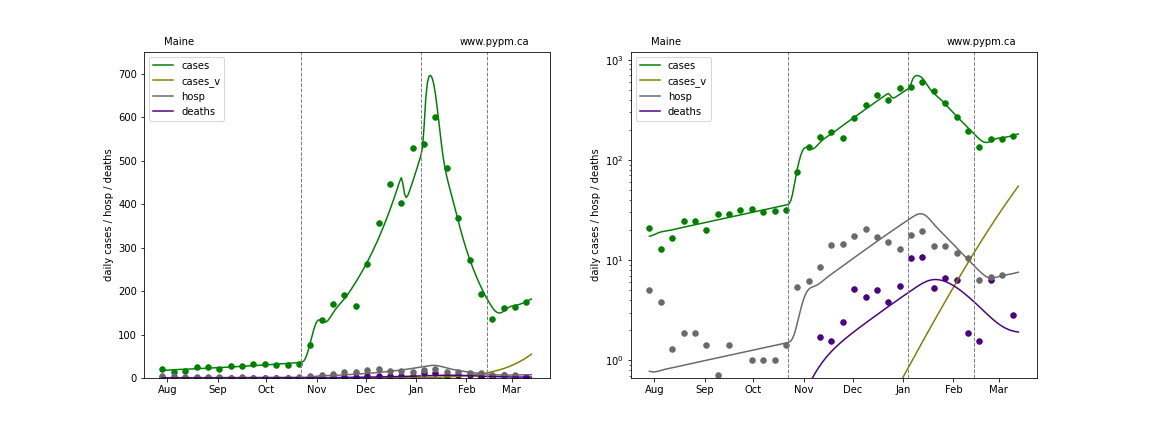 Maine www.pypm.ca
cases
cases_v
hosp
deaths
daily cases / hosp / deaths
700
600
500
400
300
200
100
0
Aug Sep Oct Nov Dec Jan Feb Mar
Maine www.pypm.ca
cases
cases_v
hosp
deaths
daily cases / hosp / deaths
10³
10²
10¹
10⁰
Aug Sep Oct Nov Dec Jan Feb Mar